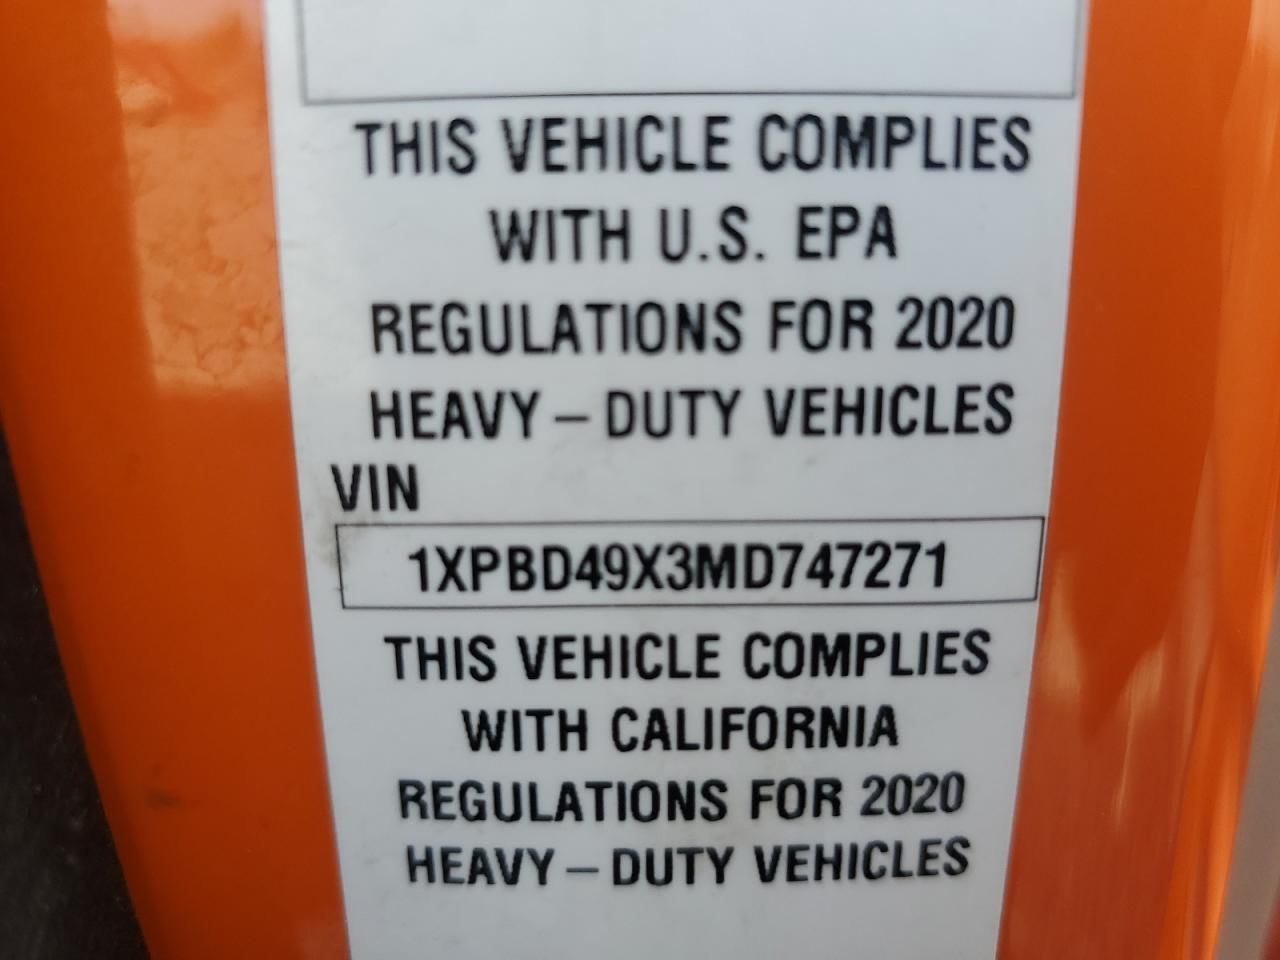 THIS VEHICLE COMPLIES
WITH U.S. EPA
REGULATIONS FOR 2020
HEAVY – DUTY VEHICLES
VIN
1XPBD49X3MD747271
THIS VEHICLE COMPLIES
WITH CALIFORNIA
REGULATIONS FOR 2020
HEAVY – DUTY VEHICLES